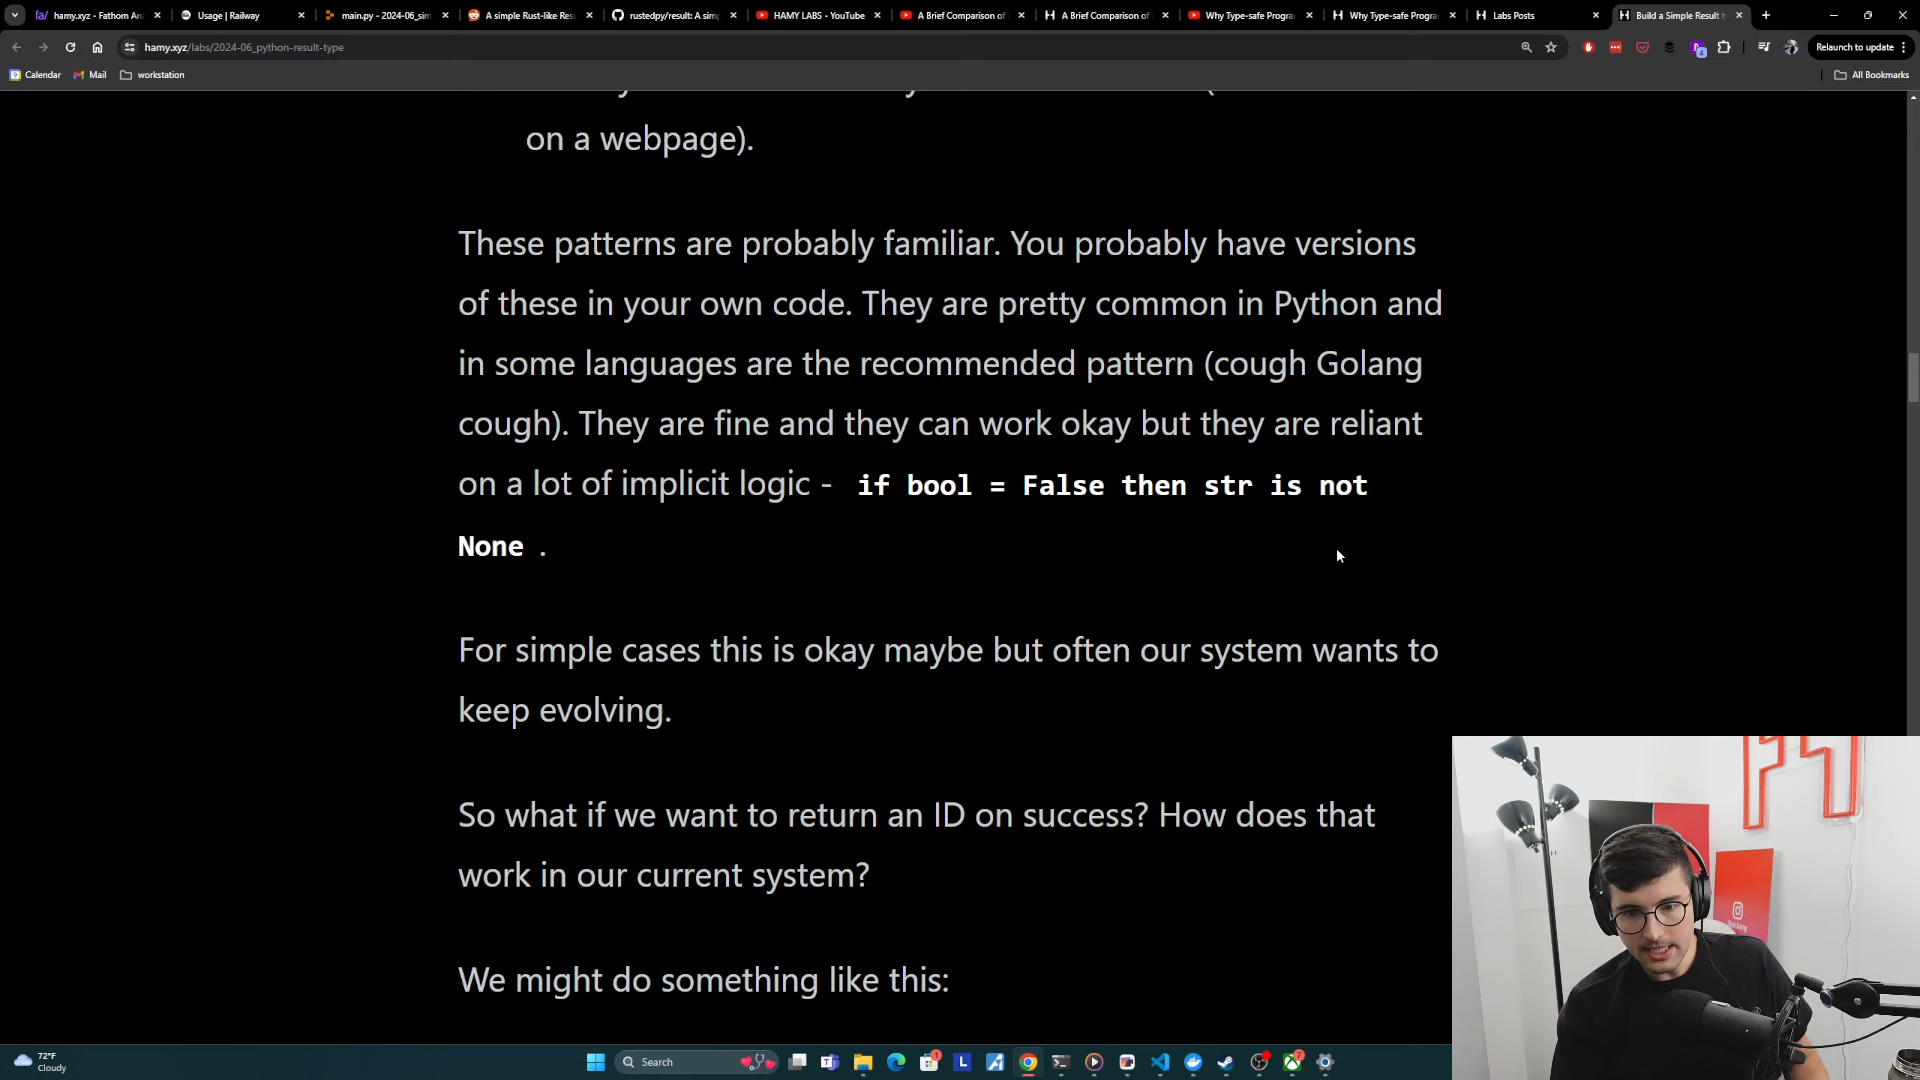 hamy.xyz - Fathom An
Usage | Railway
main.py - 2024-06_sim
A simple Rust-like Res
rustedpy/result: A sim
HAMY LABS - YouTube
A Brief Comparison of
A Brief Comparison of
Why Type-safe Progra
Why Type-safe Progra
Labs Posts
Build a Simple Result t
hamy.xyz/labs/2024-06_python-result-type
Relaunch to update
Calendar
Mail
workstation
All Bookmarks
on a webpage).
These patterns are probably familiar. You probably have versions
of these in your own code. They are pretty common in Python and
in some languages are the recommended pattern (cough Golang
cough). They are fine and they can work okay but they are reliant
on a lot of implicit logic - if bool = False then str is not
None .
For simple cases this is okay maybe but often our system wants to
keep evolving.
So what if we want to return an ID on success? How does that
work in our current system?
We might do something like this:
72°F
Cloudy
Search